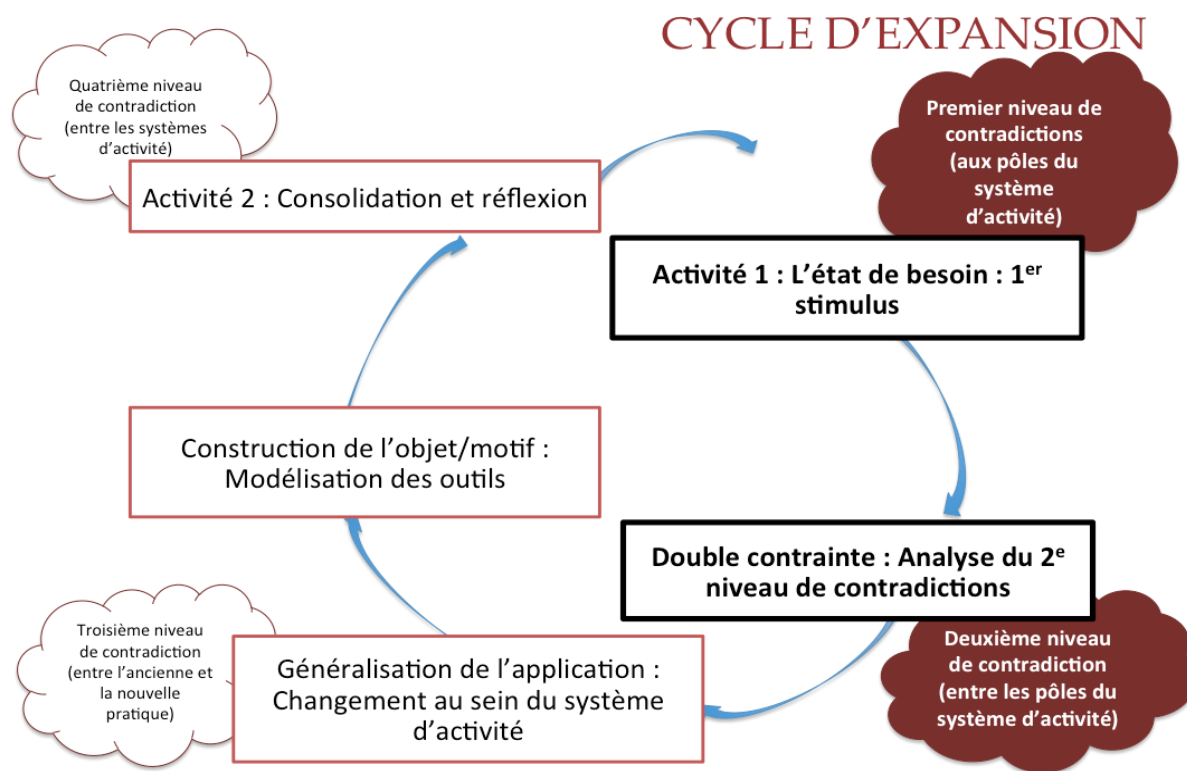 CYCLE D’EXPANSION
Quatrième niveau
de contradiction
(entre les systèmes
d’activité)
Premier niveau de
contradictions
(aux pôles du
système
d’activité)
Activité 2 : Consolidation et réflexion
Activité 1 : L’état de besoin : 1er
stimulus
Construction de l’objet/motif :
Modélisation des outils
Double contrainte : Analyse du 2e
niveau de contradictions
Troisième niveau
de contradiction
(entre l’ancienne et
la nouvelle
pratique)
Généralisation de l’application :
Changement au sein du système
d’activité
Deuxième niveau
de contradiction
(entre les pôles du
système d’activité)